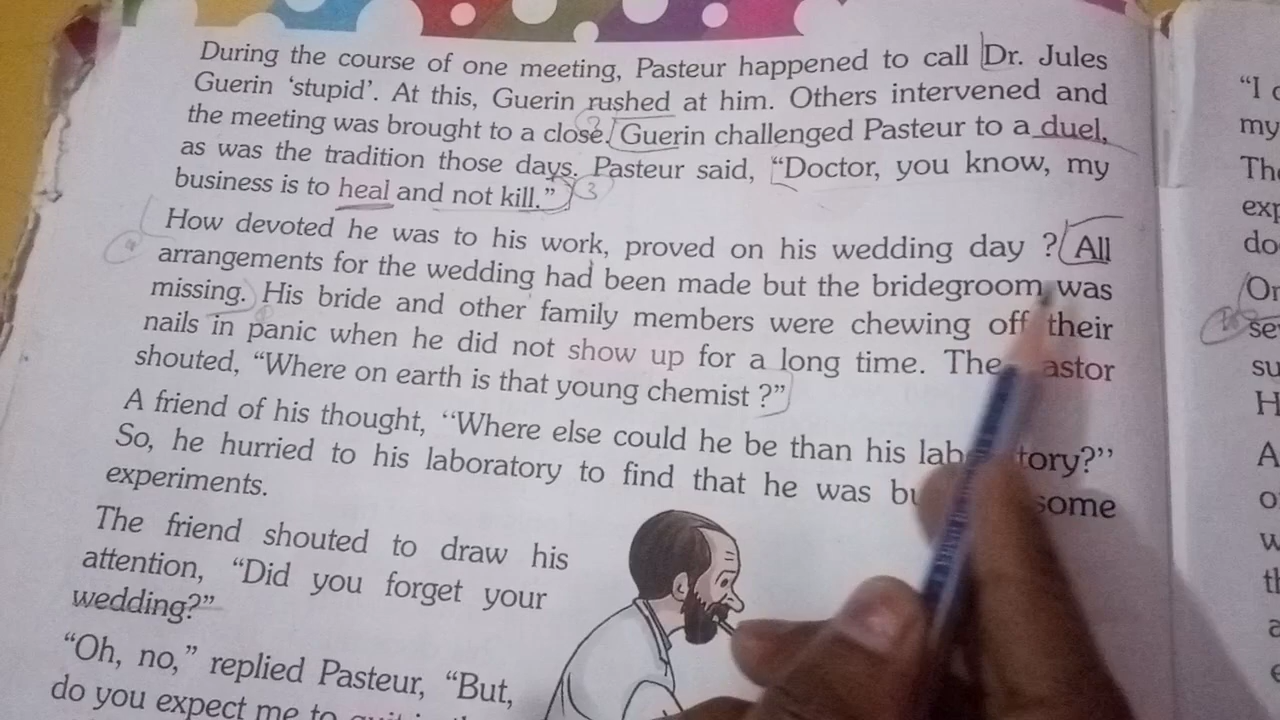 During the course of one meeting, Pasteur happened to call Dr. Jules
Guerin ‘stupid’. At this, Guerin rushed at him. Others intervened and
the meeting was brought to a close. Guerin challenged Pasteur to a duel,
as was the tradition those days. Pasteur said, “Doctor, you know, my
business is to heal and not kill.” 3
How devoted he was to his work, proved on his wedding day ? All
arrangements for the wedding had been made but the bridegroom was
missing. His bride and other family members were chewing off their
nails in panic when he did not show up for a long time. The astor
shouted, “Where on earth is that young chemist ?”
A friend of his thought, ‘‘Where else could he be than his lab tory?’’
So, he hurried to his laboratory to find that he was bu some
experiments.
The friend shouted to draw his
attention, “Did you forget your
wedding?”
“Oh, no,” replied Pasteur, “But,
do you expect me to
“I
my
Th
exp
do
Or
se
su
H
A
o
w
th
a
e